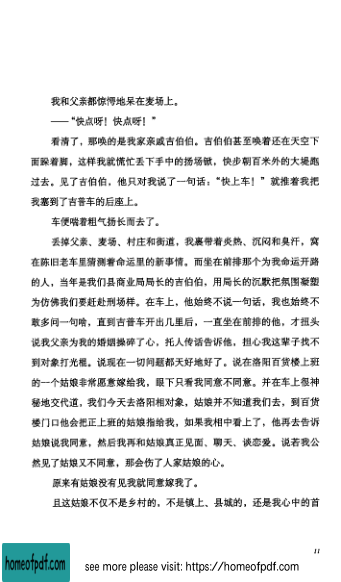 我和父亲都惊愕地呆在麦场上。
——“快点呀！快点呀！”
看清了，那唤的是我家亲戚吉伯伯。吉伯伯甚至唤着还在天空下
面跺着脚，这样我就慌忙丢下手中的扬场锨，快步朝百米外的大堤跑
过去。见了吉伯伯，他只对我说了一句话：“快上车！”就推着我把
我塞到了吉普车的后座上。
车便喘着粗气扬长而去了。
丢掉父亲、麦场、村庄和街道，我裹带着炎热、沉闷和臭汗，窝
在陈旧老车里猜测着命运里的新事情。而坐在前排那个为我命运开路
的人，当年是我们县商业局局长的吉伯伯，用局长的沉默把氛围凝塑
为仿佛我们要赶赴刑场样。在车上，他始终不说一句话，我也始终不
敢多问一句啥，直到吉普车开出几里后，一直坐在前排的他，才扭头
说我父亲为我的婚姻操碎了心，托人传话告诉他，担心我这辈子找不
到对象打光棍。说现在一切问题都天好地好了。说在洛阳百货楼上班
的一个姑娘非常愿意嫁给我，眼下只看我同意不同意。并在车上很神
秘地交代道，我们今天去洛阳相对象，姑娘并不知道我们去，到百货
楼门口他会把正上班的姑娘指给我，如果我相中看上了，他再去告诉
姑娘说我同意，然后我再和姑娘真正见面、聊天、谈恋爱。说若我公
然见了姑娘又不同意，那会伤了人家姑娘的心。
原来有姑娘没有见我就同意嫁我了。
且这姑娘不仅不是乡村的，不是镇上、县城的，还是我心中的首
11
homeofpdf.com
see more please visit: https://homeofpdf.com